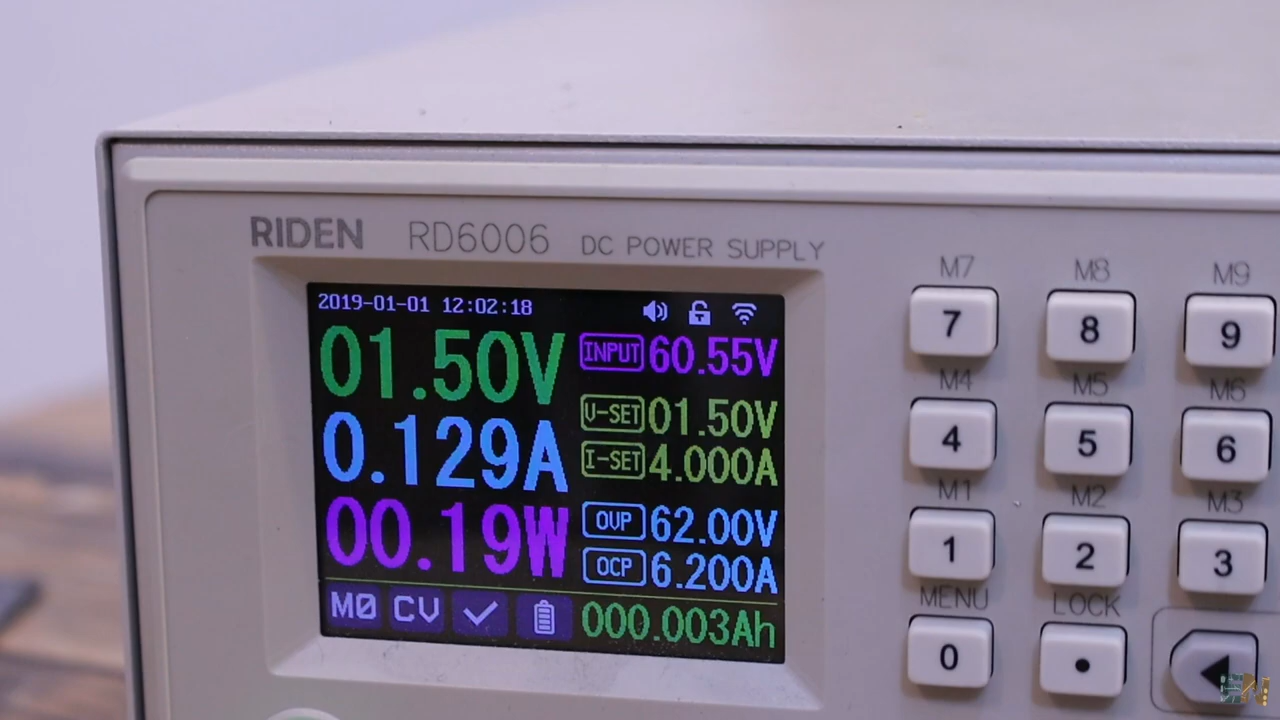 RIDEN RD6006 DC POWER SUPPLY
2019-01-01 12:02:18
01.50V
0.129A
00.19W
INPUT 60.55V
V-SET 01.50V
I-SET 4.000A
OVP 62.00V
OCP 6.200A
M0 CV 000.003Ah
M7 M8 M9
7 8 9
M4 M5 M6
4 5 6
M1 M2 M3
1 2 3
MENU LOCK
0 •